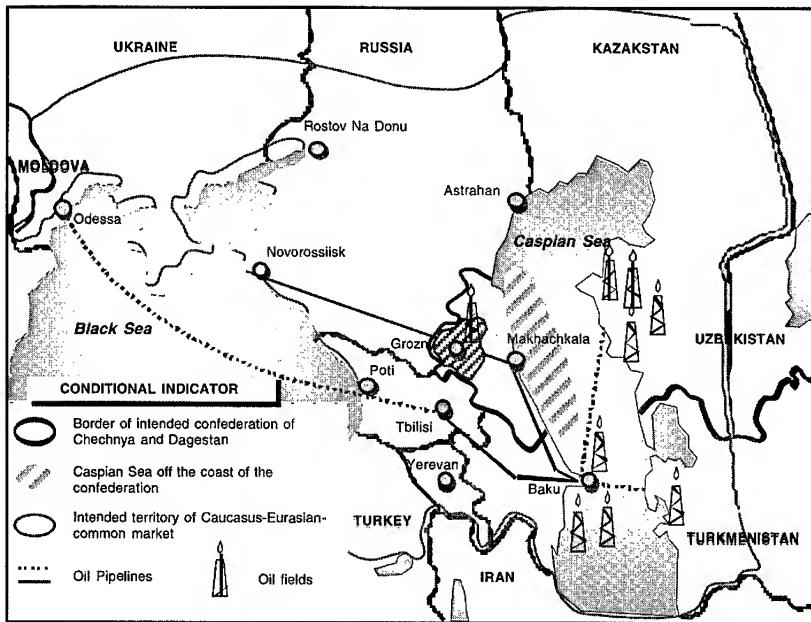 UKRAINE
RUSSIA
KAZAKSTAN
Rostov Na Donu
MOLDOVA
Astrahan
Odessa
Caspian Sea
Novorossiisk
Black Sea
Grozn
Makhachkala
UZBEKISTAN
CONDITIONAL INDICATOR
Poti
Border of intended confederation of
Chechnya and Dagestan
Tbilisi
Caspian Sea off the coast of the
confederation
Yerevan
Baku
Intended territory of Caucasus-Eurasian-
common market
TURKEY
TURKMENISTAN
Oil Pipelines
Oil fields
IRAN